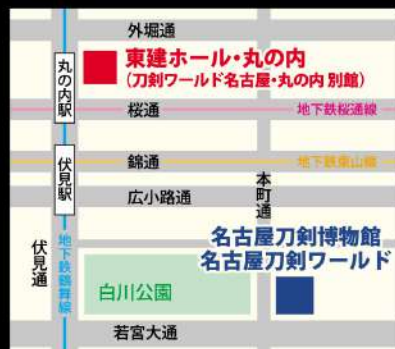 外堀通
東建ホール・丸の内
(刀剣ワールド名古屋・丸の内 別館)
丸の内駅
桜通
地下鉄桜通線
錦通
地下鉄東山線
伏見駅
広小路通
本町通
伏見通
地下鉄鶴舞線
名古屋刀剣博物館
名古屋刀剣ワールド
白川公園
若宮大通